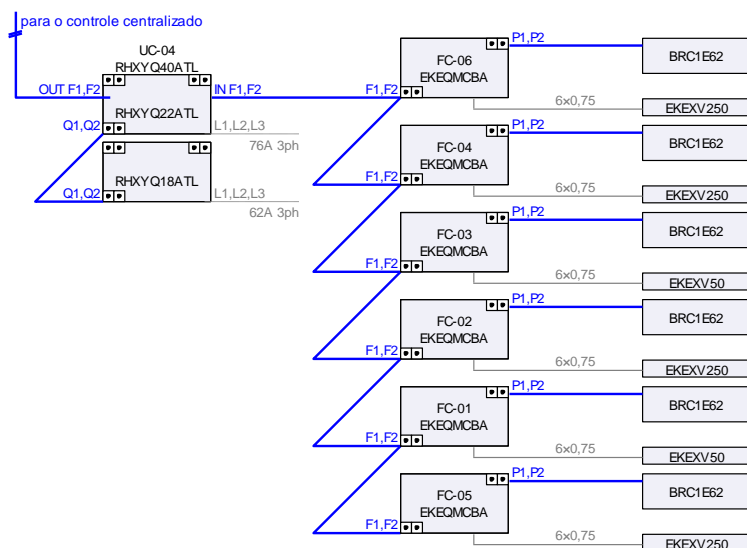 para o controle centralizado
UC-04
RHXYQ40ATL
OUT F1,F2
IN F1,F2
RHXYQ22ATL
Q1,Q2
L1,L2,L3
76A 3ph
RHXYQ18ATL
Q1,Q2
L1,L2,L3
62A 3ph
P1,P2
FC-06
EKEQMCBA
BRC1E62
F1,F2
6×0,75
EKEXV250
P1,P2
FC-04
EKEQMCBA
BRC1E62
F1,F2
6×0,75
EKEXV250
P1,P2
FC-03
EKEQMCBA
BRC1E62
F1,F2
6×0,75
EKEXV50
P1,P2
FC-02
EKEQMCBA
BRC1E62
F1,F2
6×0,75
EKEXV250
P1,P2
FC-01
EKEQMCBA
BRC1E62
F1,F2
6×0,75
EKEXV50
P1,P2
FC-05
EKEQMCBA
BRC1E62
F1,F2
6×0,75
EKEXV250